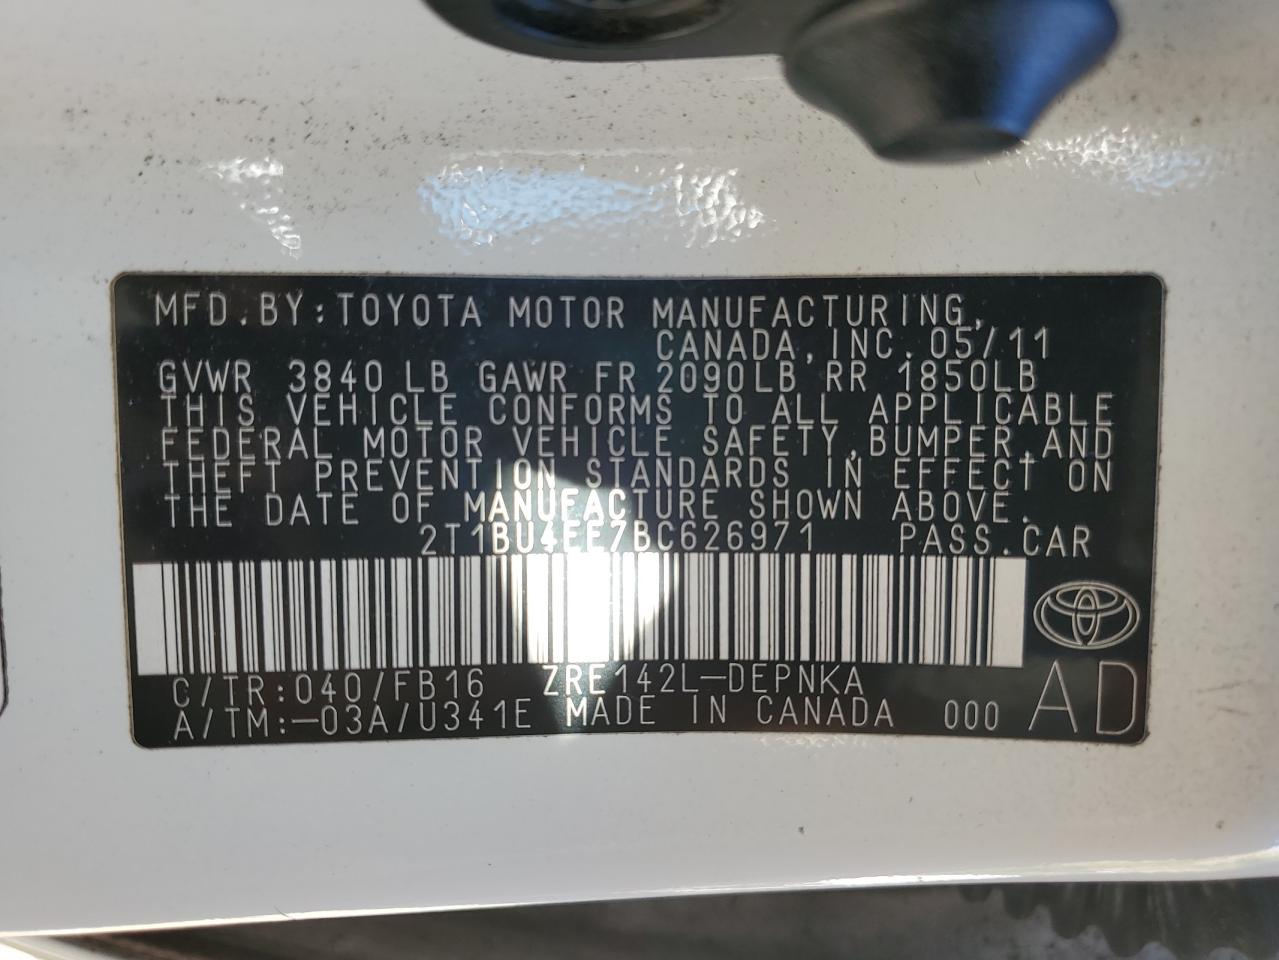 MFD.BY:TOYOTA MOTOR MANUFACTURING,
CANADA,INC.05/11
GVWR 3840 LB GAWR FR 2090LB RR 1850LB
THIS VEHICLE CONFORMS TO ALL APPLICABLE
FEDERAL MOTOR VEHICLE SAFETY,BUMPER,AND
THEFT PREVENTION STANDARDS IN EFFECT ON
THE DATE OF MANUFACTURE SHOWN ABOVE.
2T1BU4EE7BC626971 PASS.CAR
C/TR:040/FB16 ZRE142L-DEPNKA
A/TM:-03A/U341E MADE IN CANADA 000 AD